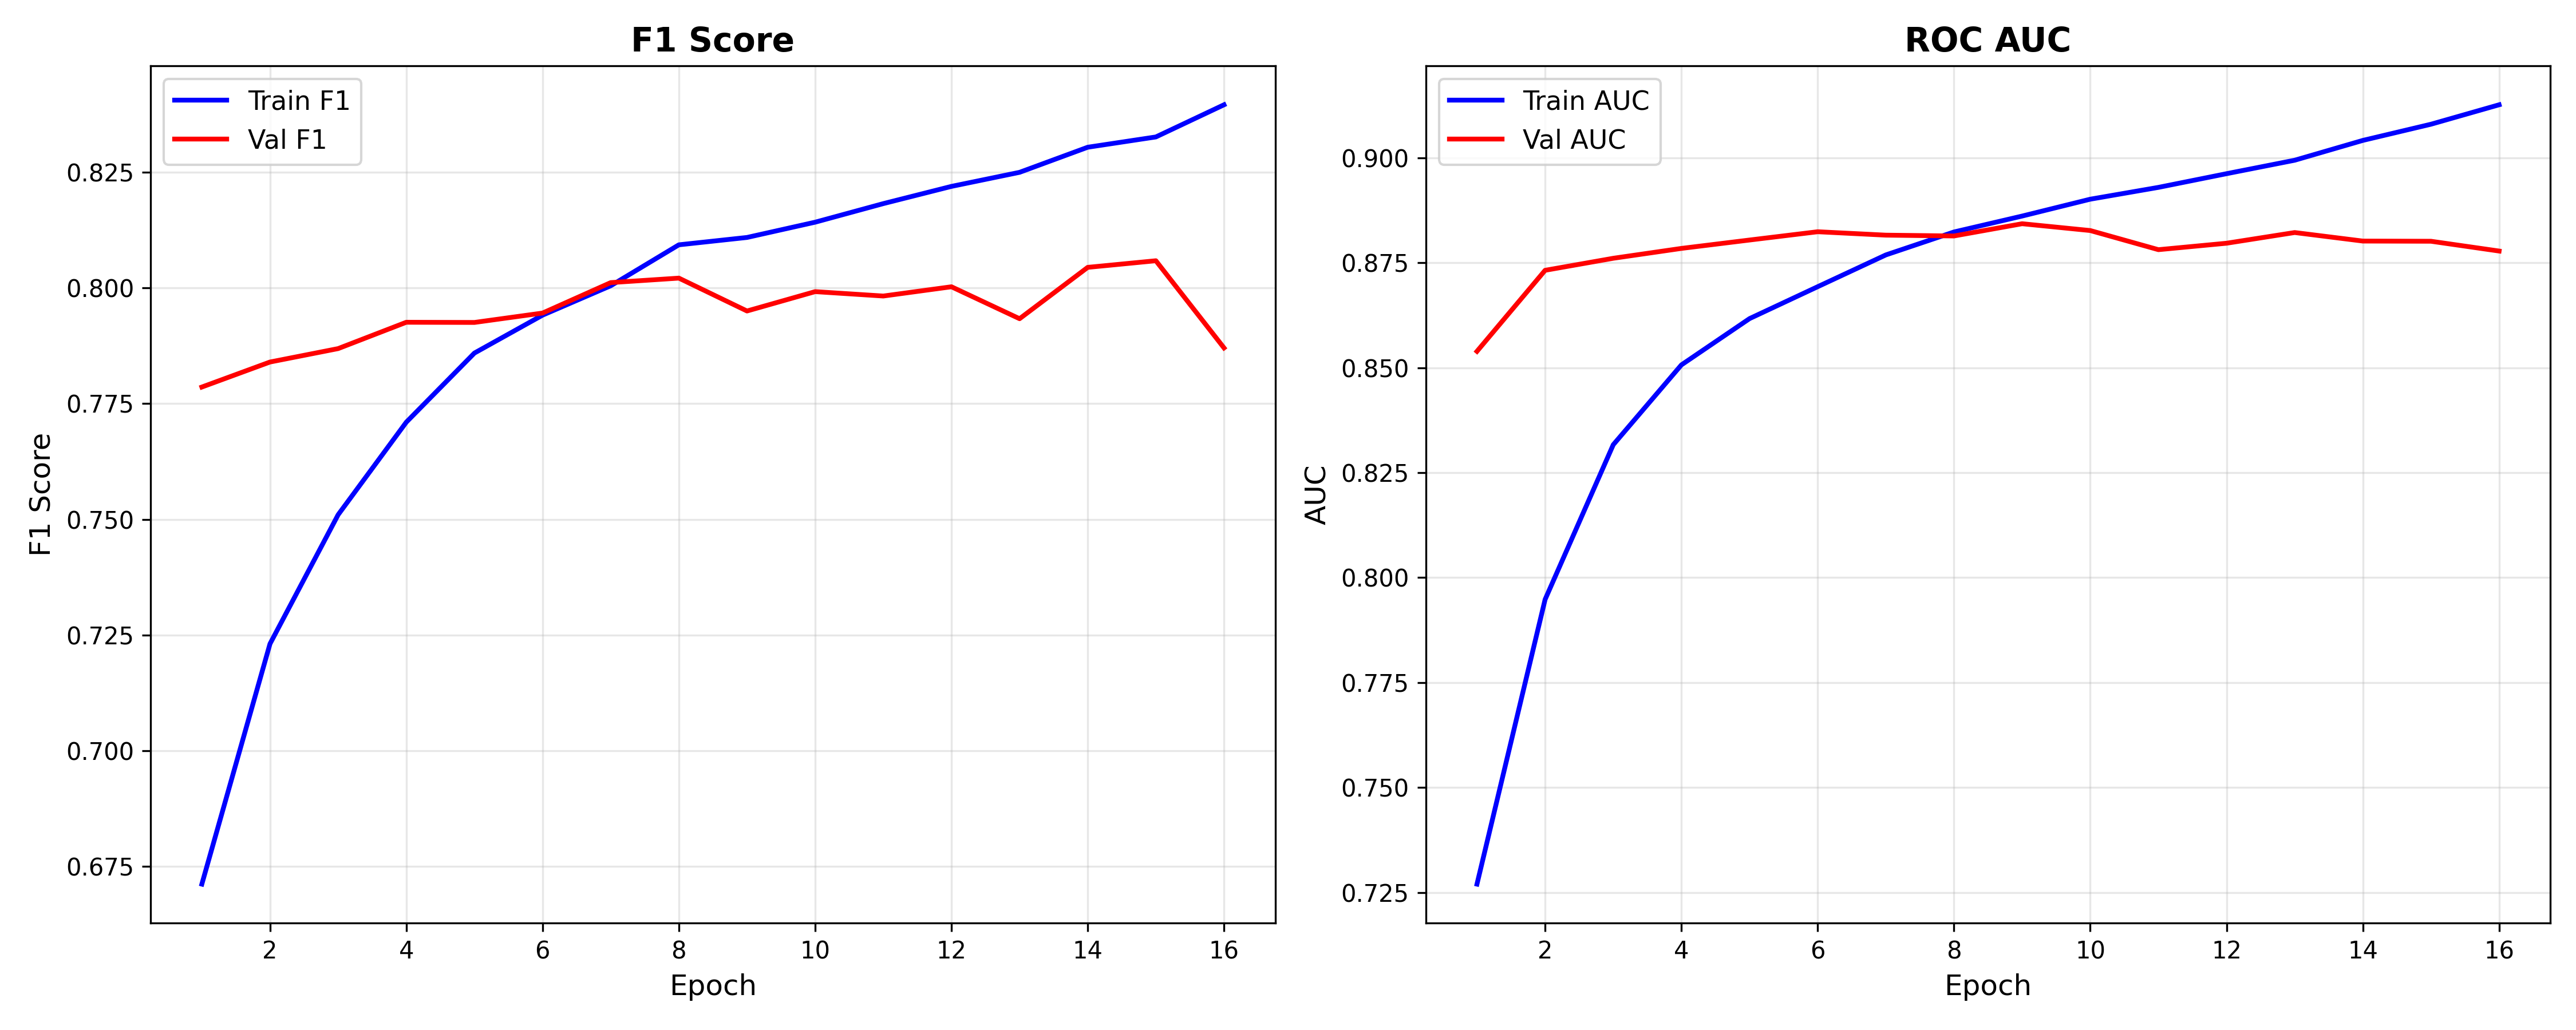 F1 Score
Train F1
Val F1
0.825
0.800
0.775
0.750
0.725
0.700
0.675
F1 Score
2 4 6 8 10 12 14 16
Epoch
ROC AUC
Train AUC
Val AUC
0.900
0.875
0.850
0.825
0.800
0.775
0.750
0.725
AUC
2 4 6 8 10 12 14 16
Epoch